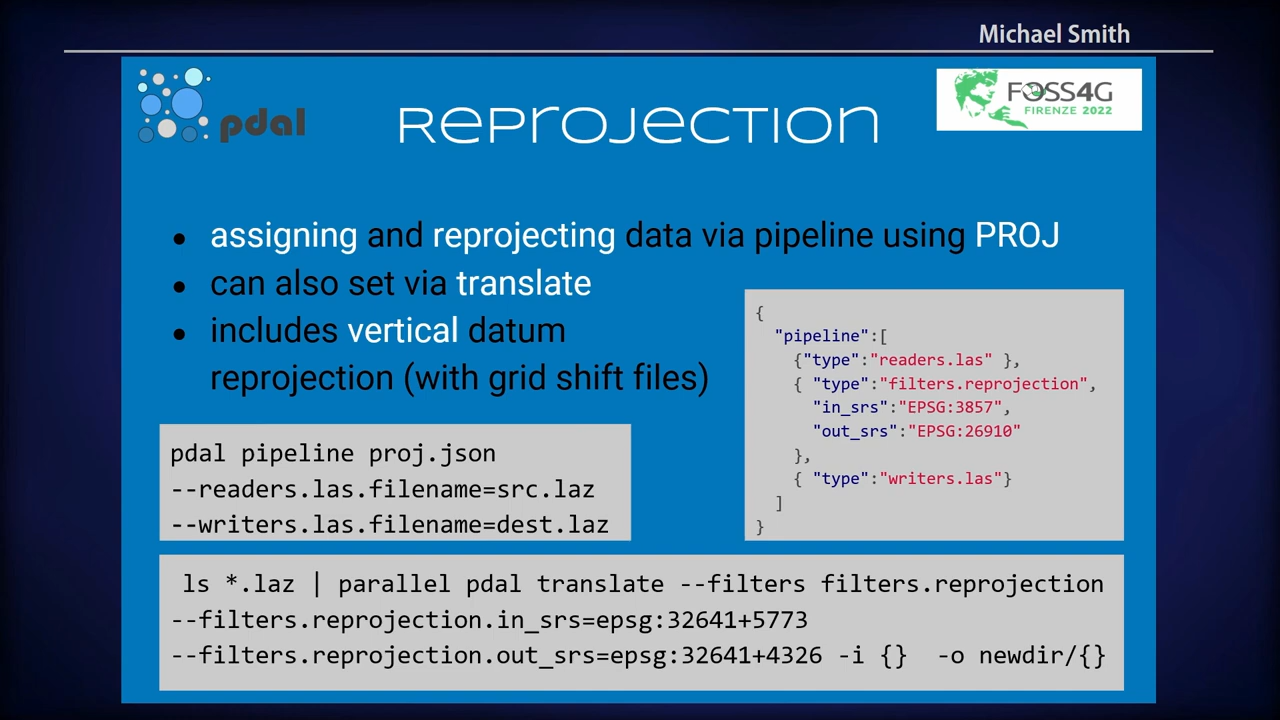 Michael Smith
pdal
Reprojection
FOSS4G
FIRENZE 2022
• assigning and reprojecting data via pipeline using PROJ
• can also set via translate
• includes vertical datum
reprojection (with grid shift files)
{
"pipeline":[
{"type":"readers.las" },
{ "type":"filters.reprojection",
"in_srs":"EPSG:3857",
"out_srs":"EPSG:26910"
},
{ "type":"writers.las"}
]
}
pdal pipeline proj.json
--readers.las.filename=src.laz
--writers.las.filename=dest.laz
ls *.laz | parallel pdal translate --filters filters.reprojection
--filters.reprojection.in_srs=epsg:32641+5773
--filters.reprojection.out_srs=epsg:32641+4326 -i {} -o newdir/{}